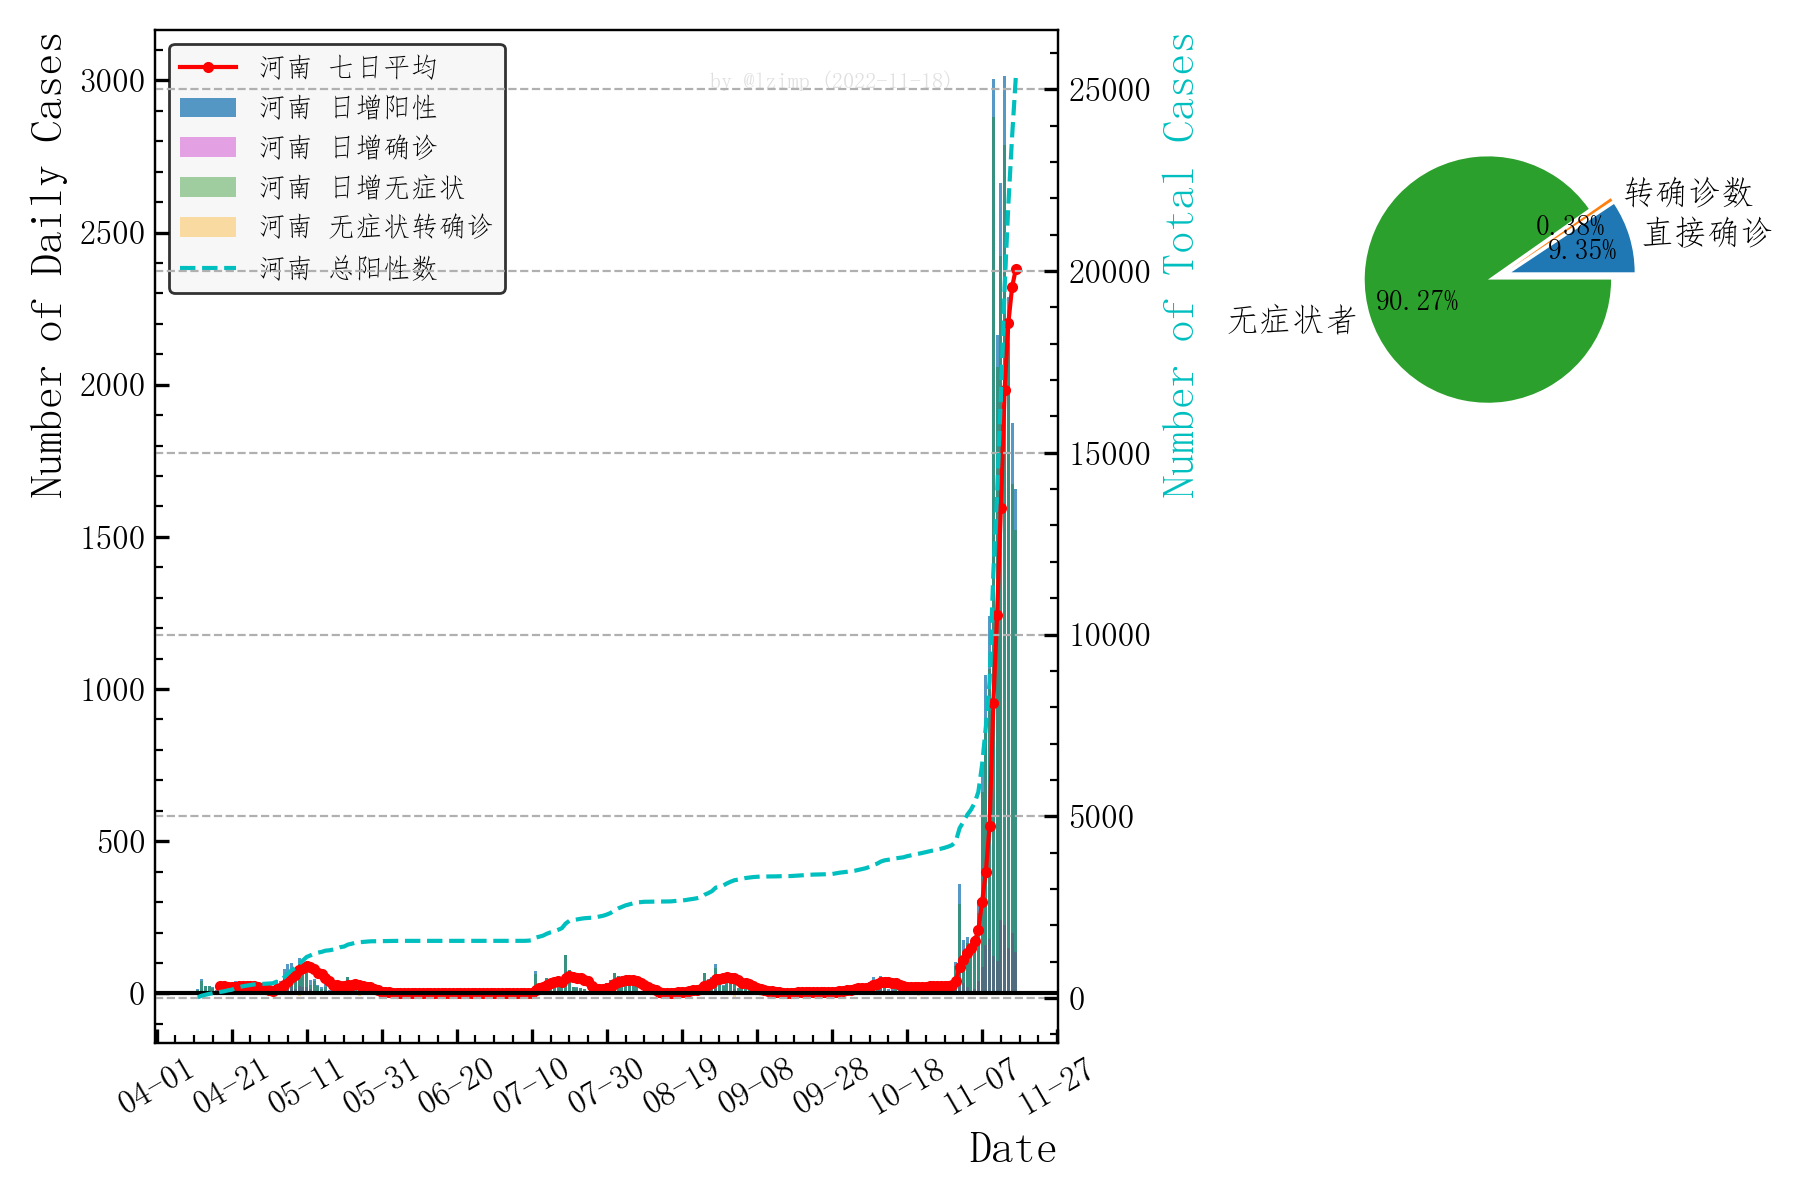 Number of Daily Cases
3000
2500
2000
1500
1000
500
0
河南 七日平均
河南 日增阳性
河南 日增确诊
河南 日增无症状
河南 无症状转确诊
河南 总阳性数
by @lzimp (2022-11-18)
25000
20000
15000
10000
5000
0
Number of Total Cases
04-01
04-21
05-11
05-31
06-20
07-10
07-30
08-19
09-08
09-28
10-18
11-07
11-27
Date
转确诊数
0.38%
直接确诊
9.35%
无症状者
90.27%